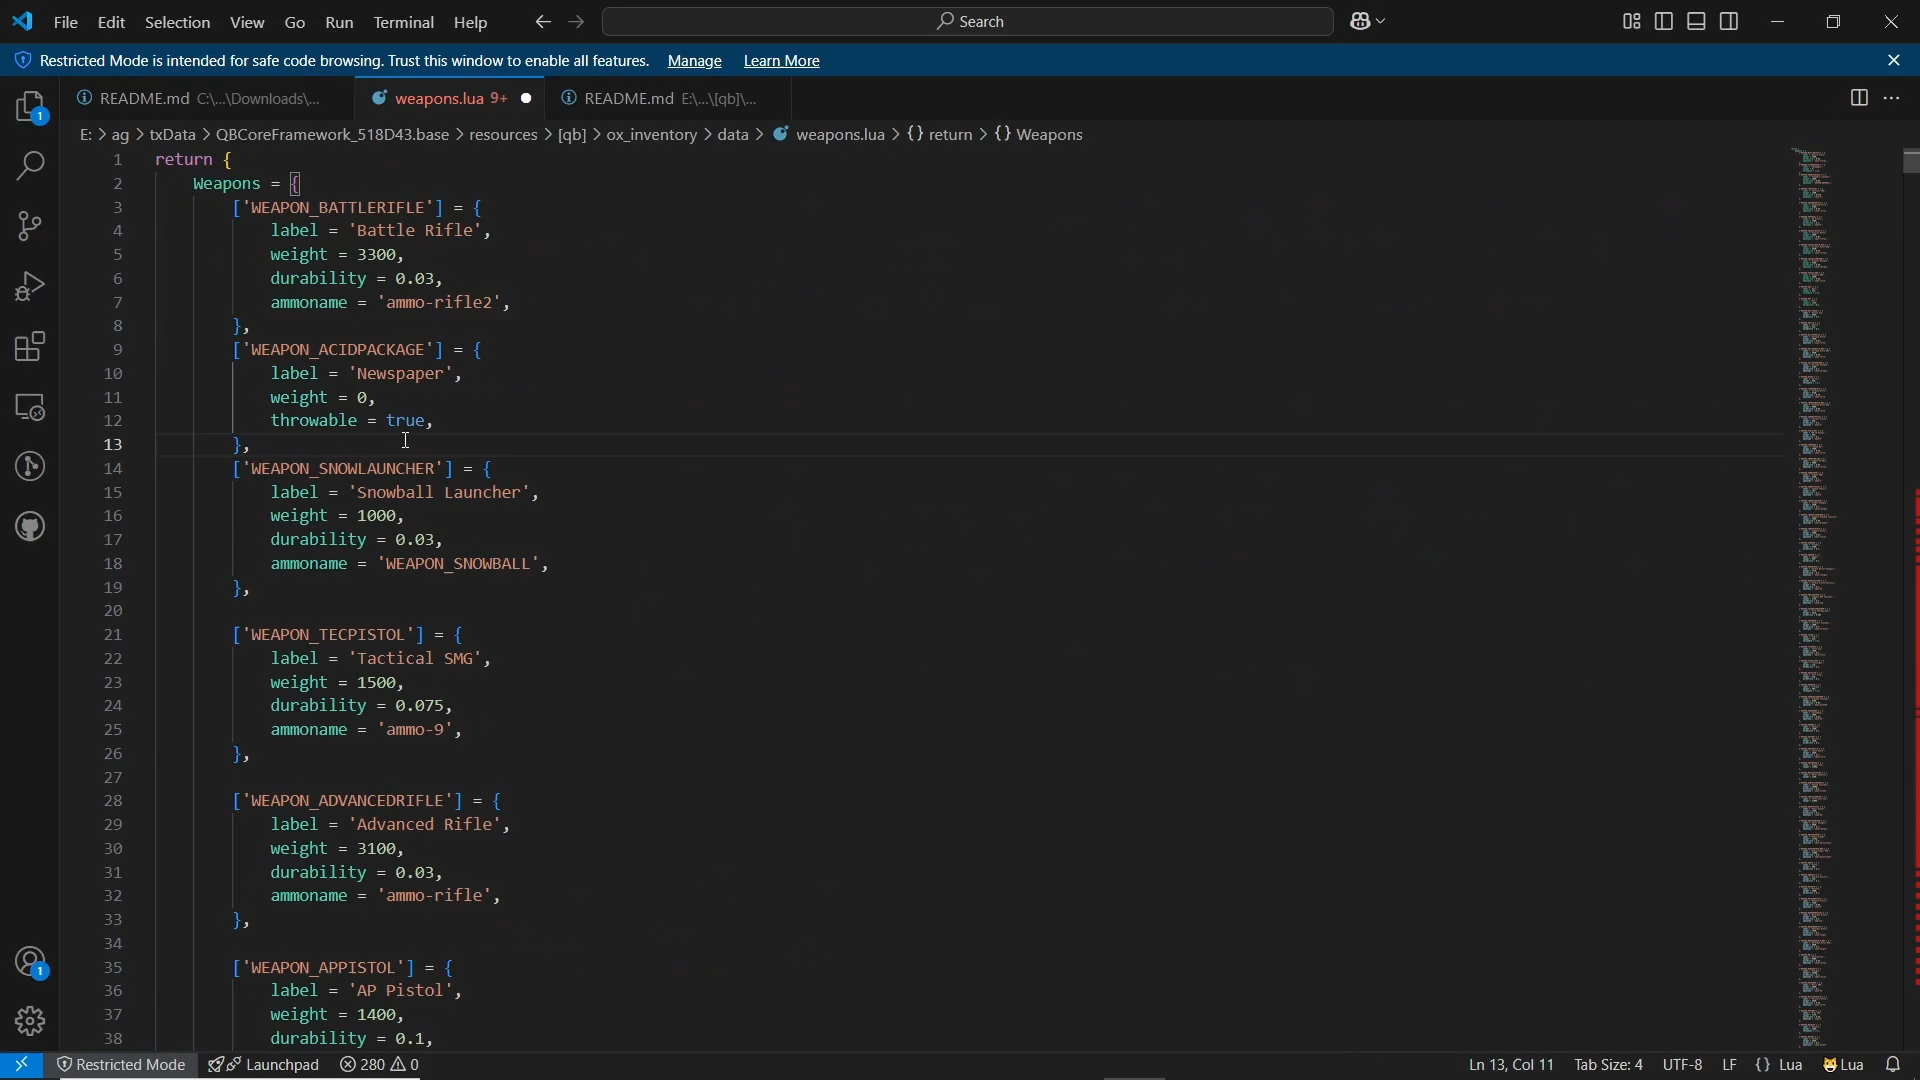 File Edit Selection View Go Run Terminal Help Search
Restricted Mode is intended for safe code browsing. Trust this window to enable all features. Manage Learn More
README.md C:\...\Downloads\... weapons.lua 9+ README.md E:\...\[qb]\...
E: > ag > txData > QBCoreFramework_518D43.base > resources > [qb] > ox_inventory > data > weapons.lua > {} return > {} Weapons
1 return {
2 Weapons = {
3 ['WEAPON_BATTLERIFLE'] = {
4 label = 'Battle Rifle',
5 weight = 3300,
6 durability = 0.03,
7 ammoname = 'ammo-rifle2',
8 },
9 ['WEAPON_ACIDPACKAGE'] = {
10 label = 'Newspaper',
11 weight = 0,
12 throwable = true,
13 },
14 ['WEAPON_SNOWLAUNCHER'] = {
15 label = 'Snowball Launcher',
16 weight = 1000,
17 durability = 0.03,
18 ammoname = 'WEAPON_SNOWBALL',
19 },
20
21 ['WEAPON_TECPISTOL'] = {
22 label = 'Tactical SMG',
23 weight = 1500,
24 durability = 0.075,
25 ammoname = 'ammo-9',
26 },
27
28 ['WEAPON_ADVANCEDRIFLE'] = {
29 label = 'Advanced Rifle',
30 weight = 3100,
31 durability = 0.03,
32 ammoname = 'ammo-rifle',
33 },
34
35 ['WEAPON_APPISTOL'] = {
36 label = 'AP Pistol',
37 weight = 1400,
38 durability = 0.1,
1
1
Restricted Mode Launchpad 280 0 Ln 13, Col 11 Tab Size: 4 UTF-8 LF {} Lua Lua